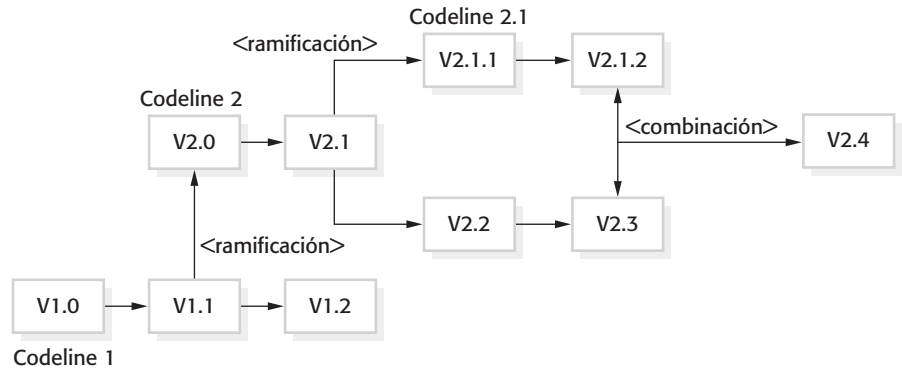 Codeline 2.1
<ramificación>
V2.1.1
V2.1.2
Codeline 2
V2.0
V2.1
<combinación>
V2.4
V2.2
V2.3
<ramificación>
V1.0
V1.1
V1.2
Codeline 1